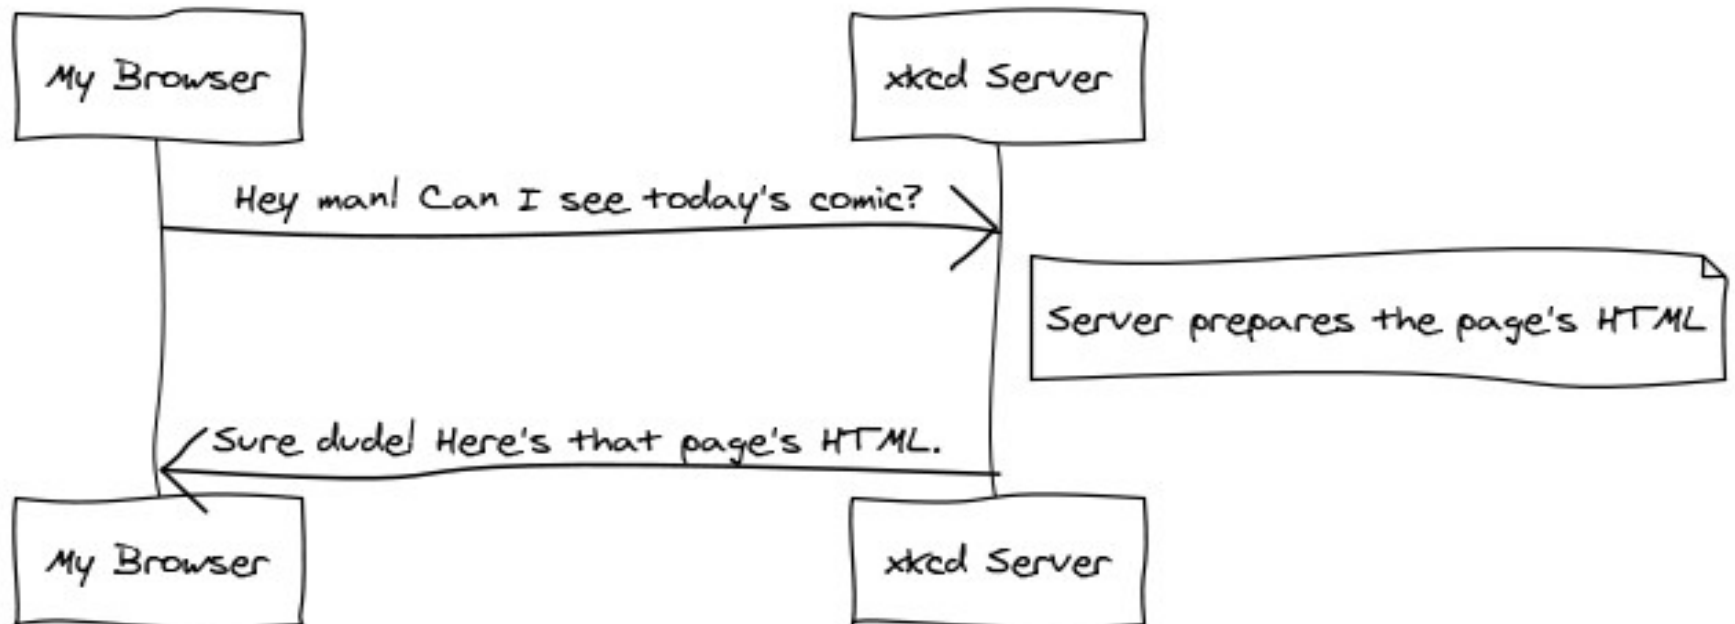 My Browser
xkcd Server
Hey man! Can I see today's comic?
Server prepares the page's HTML
Sure dude! Here's that page's HTML.
My Browser
xkcd Server